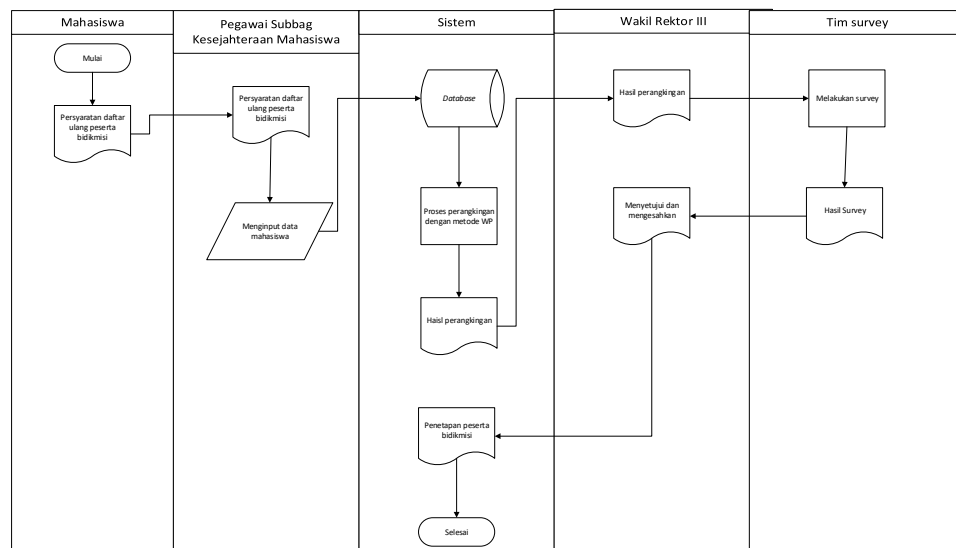 Mahasiswa
Pegawai Subbag
Kesejahteraan Mahasiswa
Sistem
Wakil Rektor III
Tim survey
Mulai
Persyaratan daftar
ulang peserta
bidikmisi
Persyaratan daftar
ulang peserta
bidikmisi
Menginput data
mahasiswa
Database
Proses perangkingan
dengan metode WP
Haisl perangkingan
Penetapan peserta
bidikmisi
Selesai
Hasil perangkingan
Menyetujui dan
mengesahkan
Melakukan survey
Hasil Survey